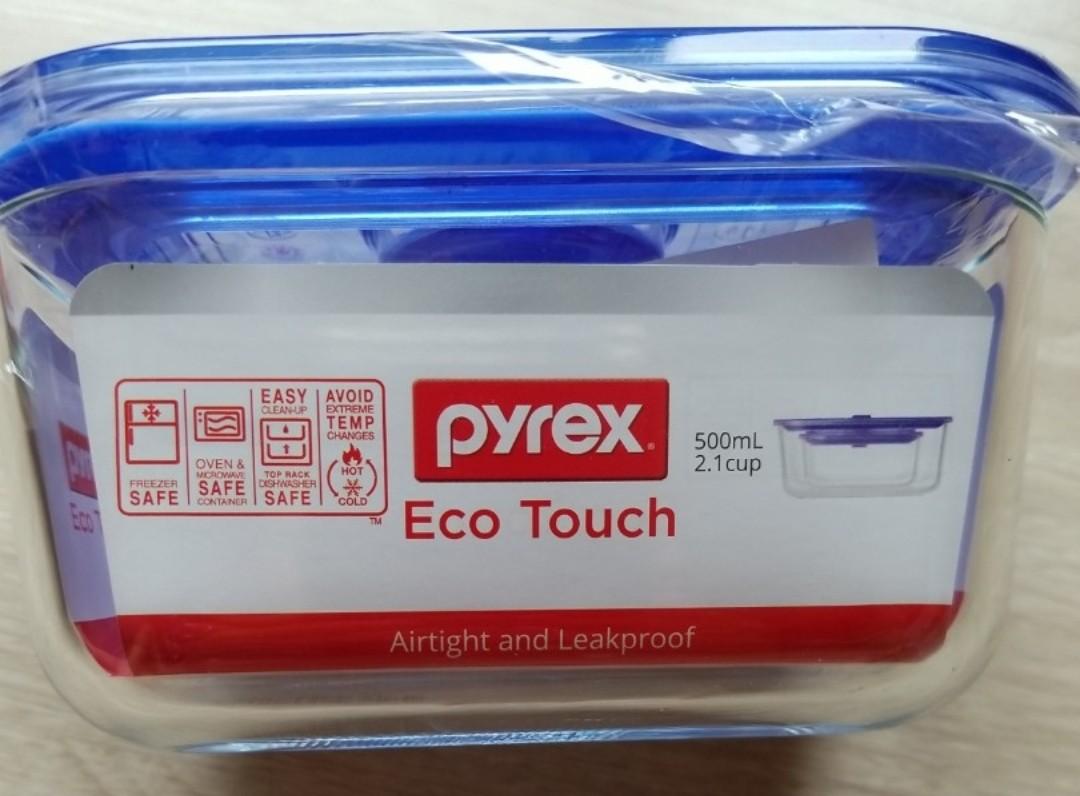 FREEZER
SAFE
OVEN &
MICROWAVE
SAFE
CONTAINER
EASY
CLEAN-UP
TOP RACK
DISHWASHER
SAFE
AVOID
EXTREME
TEMP
CHANGES
HOT
COLD
TM
pyrex®
Eco Touch
500mL
2.1cup
Airtight and Leakproof
Eco T